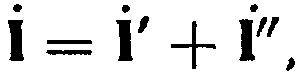 İ = İ′ + İ″,